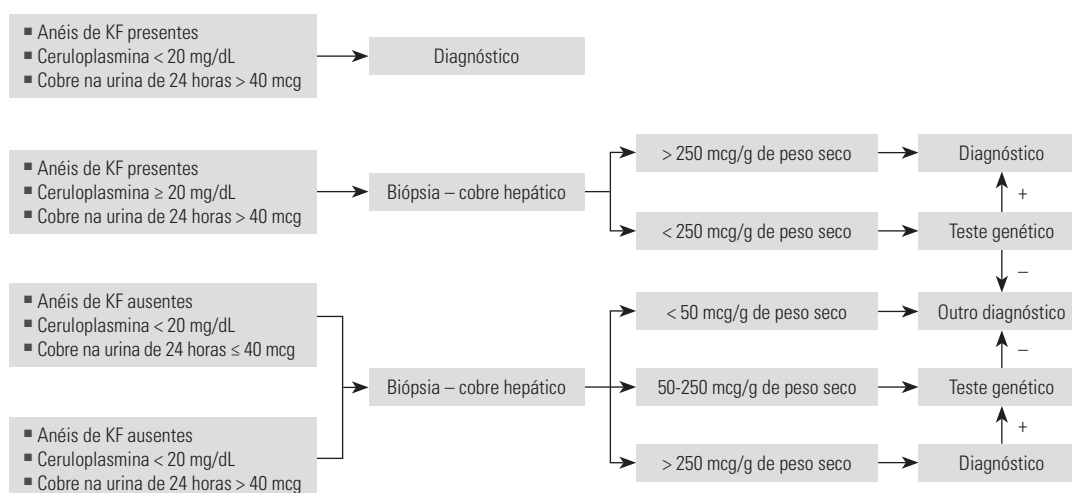 ■ Anéis de KF presentes
■ Ceruloplasmina < 20 mg/dL
■ Cobre na urina de 24 horas > 40 mcg
Diagnóstico
■ Anéis de KF presentes
■ Ceruloplasmina ≥ 20 mg/dL
■ Cobre na urina de 24 horas > 40 mcg
Biópsia – cobre hepático
> 250 mcg/g de peso seco
Diagnóstico
+
< 250 mcg/g de peso seco
Teste genético
–
■ Anéis de KF ausentes
■ Ceruloplasmina < 20 mg/dL
■ Cobre na urina de 24 horas ≤ 40 mcg
< 50 mcg/g de peso seco
Outro diagnóstico
–
Biópsia – cobre hepático
50-250 mcg/g de peso seco
Teste genético
+
■ Anéis de KF ausentes
■ Ceruloplasmina < 20 mg/dL
■ Cobre na urina de 24 horas > 40 mcg
> 250 mcg/g de peso seco
Diagnóstico